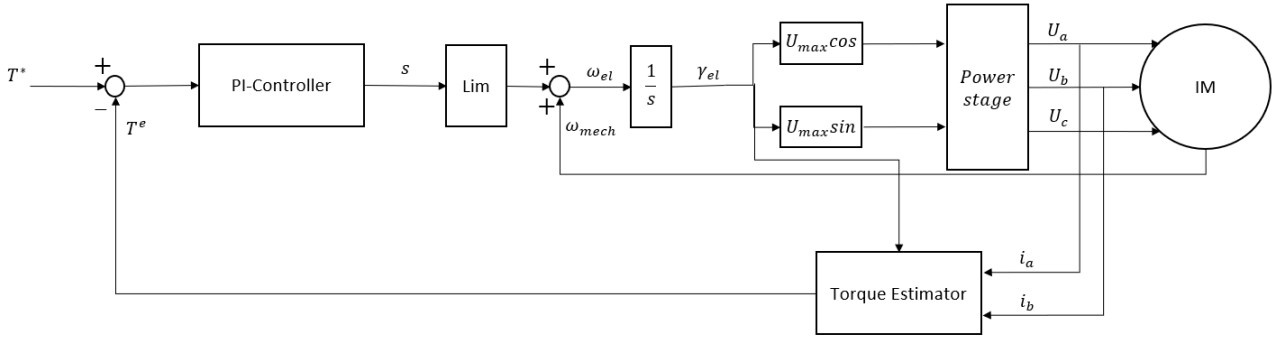 T*
+
−
T^e
PI-Controller
s
Lim
+
+
ω_el
ω_mech
1
s
γ_el
U_max cos
U_max sin
Power
stage
U_a
U_b
U_c
IM
Torque Estimator
i_a
i_b